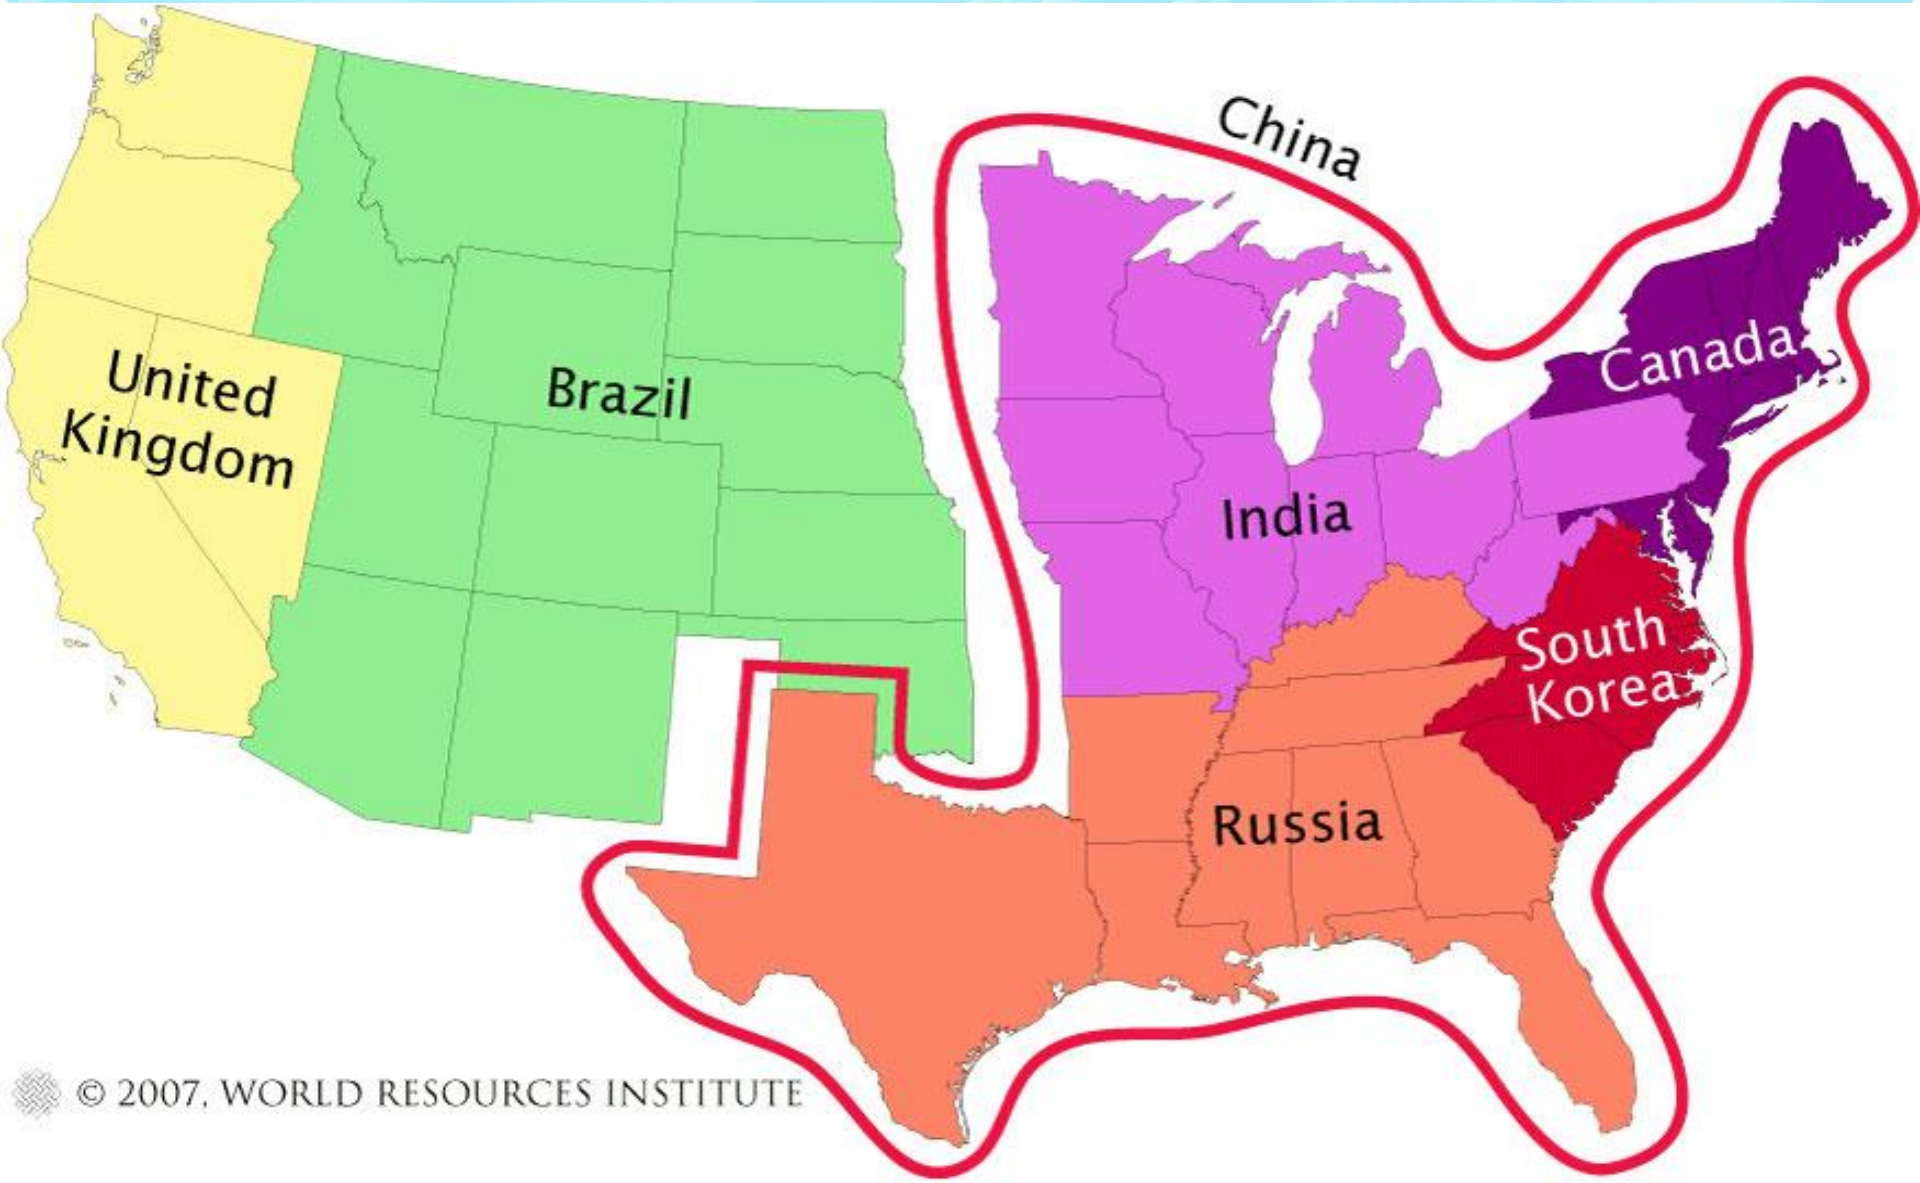 China
Canada
United
Kingdom
Brazil
India
South
Korea
Russia
© 2007, WORLD RESOURCES INSTITUTE